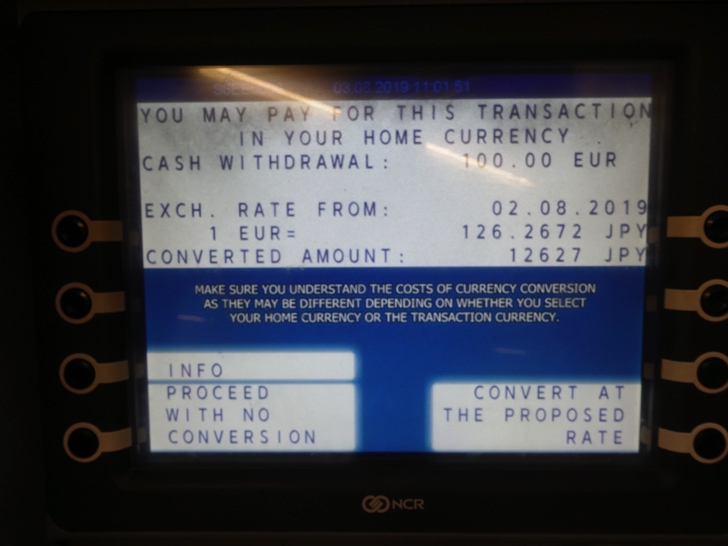 03.08.2019 11:01:51
YOU MAY PAY FOR THIS TRANSACTION
IN YOUR HOME CURRENCY
CASH WITHDRAWAL: 100.00 EUR
EXCH. RATE FROM: 02.08.2019
1 EUR= 126.2672 JPY
CONVERTED AMOUNT: 12627 JPY
MAKE SURE YOU UNDERSTAND THE COSTS OF CURRENCY CONVERSION
AS THEY MAY BE DIFFERENT DEPENDING ON WHETHER YOU SELECT
YOUR HOME CURRENCY OR THE TRANSACTION CURRENCY.
INFO
PROCEED
WITH NO
CONVERSION
CONVERT AT
THE PROPOSED
RATE
NCR